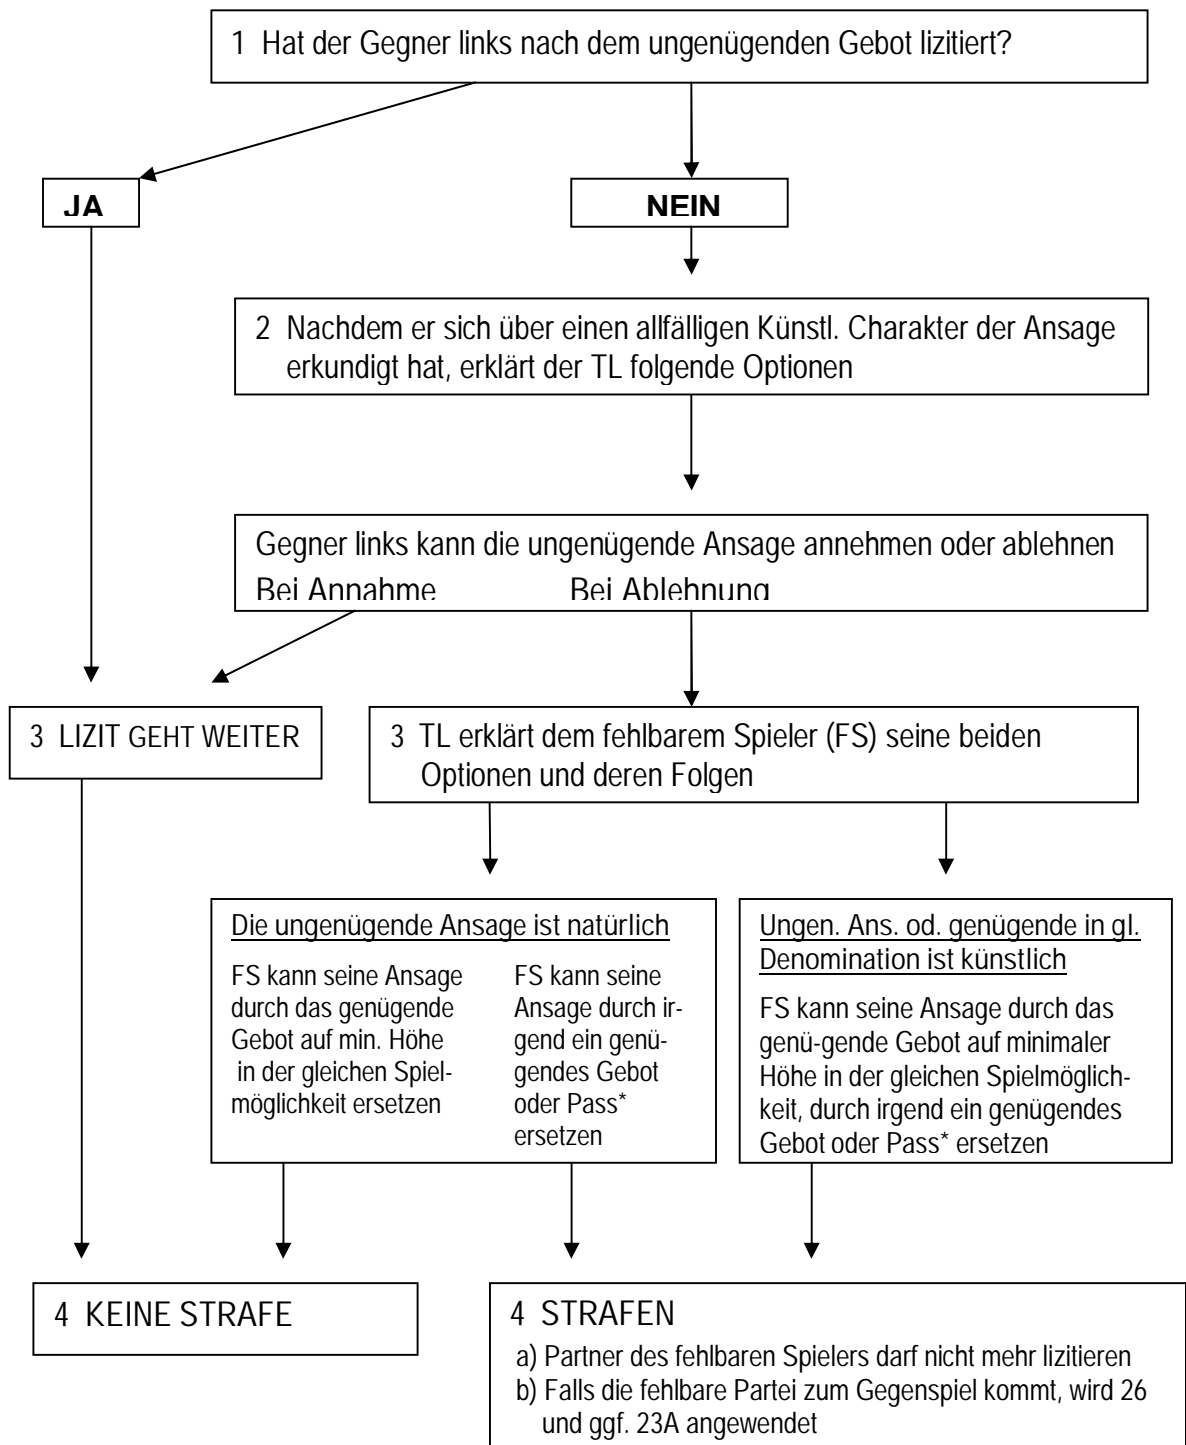 1 Hat der Gegner links nach dem ungenügenden Gebot lizitiert?
JA
NEIN
2 Nachdem er sich über einen allfälligen Künstl. Charakter der Ansage
erkundigt hat, erklärt der TL folgende Optionen
Gegner links kann die ungenügende Ansage annehmen oder ablehnen
Bei Annahme Bei Ablehnung
3 LIZIT GEHT WEITER
3 TL erklärt dem fehlbarem Spieler (FS) seine beiden
Optionen und deren Folgen
Die ungenügende Ansage ist natürlich
FS kann seine Ansage
durch das genügende
Gebot auf min. Höhe
in der gleichen Spiel-
möglichkeit ersetzen
FS kann seine
Ansage durch ir-
gend ein genü-
gendes Gebot
oder Pass*
ersetzen
Ungen. Ans. od. genügende in gl.
Denomination ist künstlich
FS kann seine Ansage durch das
genü-gende Gebot auf minimaler
Höhe in der gleichen Spielmöglich-
keit, durch irgend ein genügendes
Gebot oder Pass* ersetzen
4 KEINE STRAFE
4 STRAFEN
a) Partner des fehlbaren Spielers darf nicht mehr lizitieren
b) Falls die fehlbare Partei zum Gegenspiel kommt, wird 26
und ggf. 23A angewendet